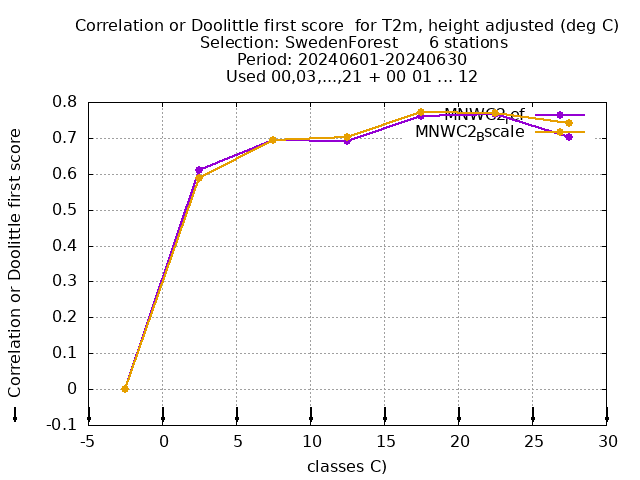 Correlation or Doolittle first score for T2m, height adjusted (deg C)
Selection: SwedenForest 6 stations
Period: 20240601-20240630
Used 00,03,...,21 + 00 01 ... 12
Correlation or Doolittle first score
0.8
0.7
0.6
0.5
0.4
0.3
0.2
0.1
0
-0.1
MNWC2_ref
MNWC2_Bscale
-5
0
5
10
15
20
25
30
classes C)